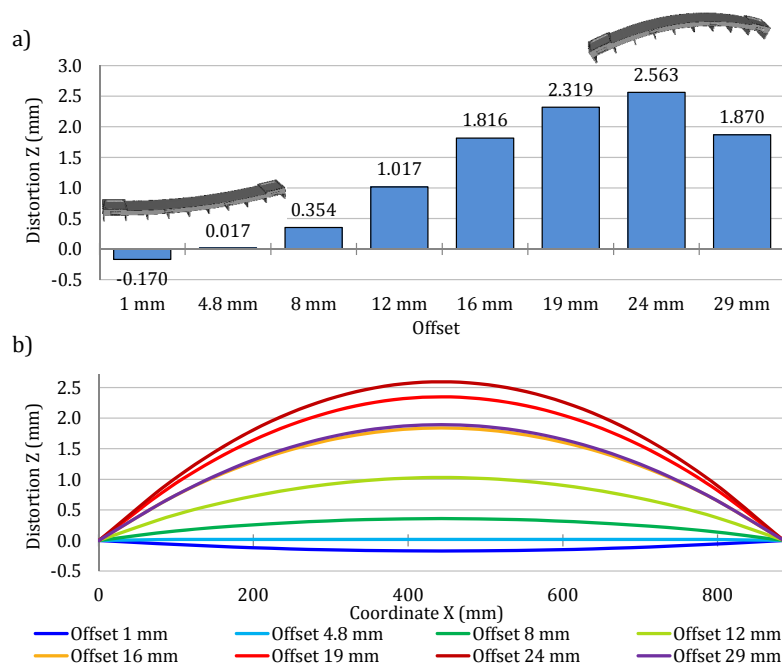 a)
3.0
2.5
2.0
1.5
1.0
0.5
0.0
-0.5
Distortion Z (mm)
-0.170
0.017
0.354
1.017
1.816
2.319
2.563
1.870
1 mm 4.8 mm 8 mm 12 mm 16 mm 19 mm 24 mm 29 mm
Offset
b)
2.5
2.0
1.5
1.0
0.5
0.0
-0.5
Distortion Z (mm)
0 200 400 600 800
Coordinate X (mm)
Offset 1 mm Offset 4.8 mm Offset 8 mm Offset 12 mm
Offset 16 mm Offset 19 mm Offset 24 mm Offset 29 mm